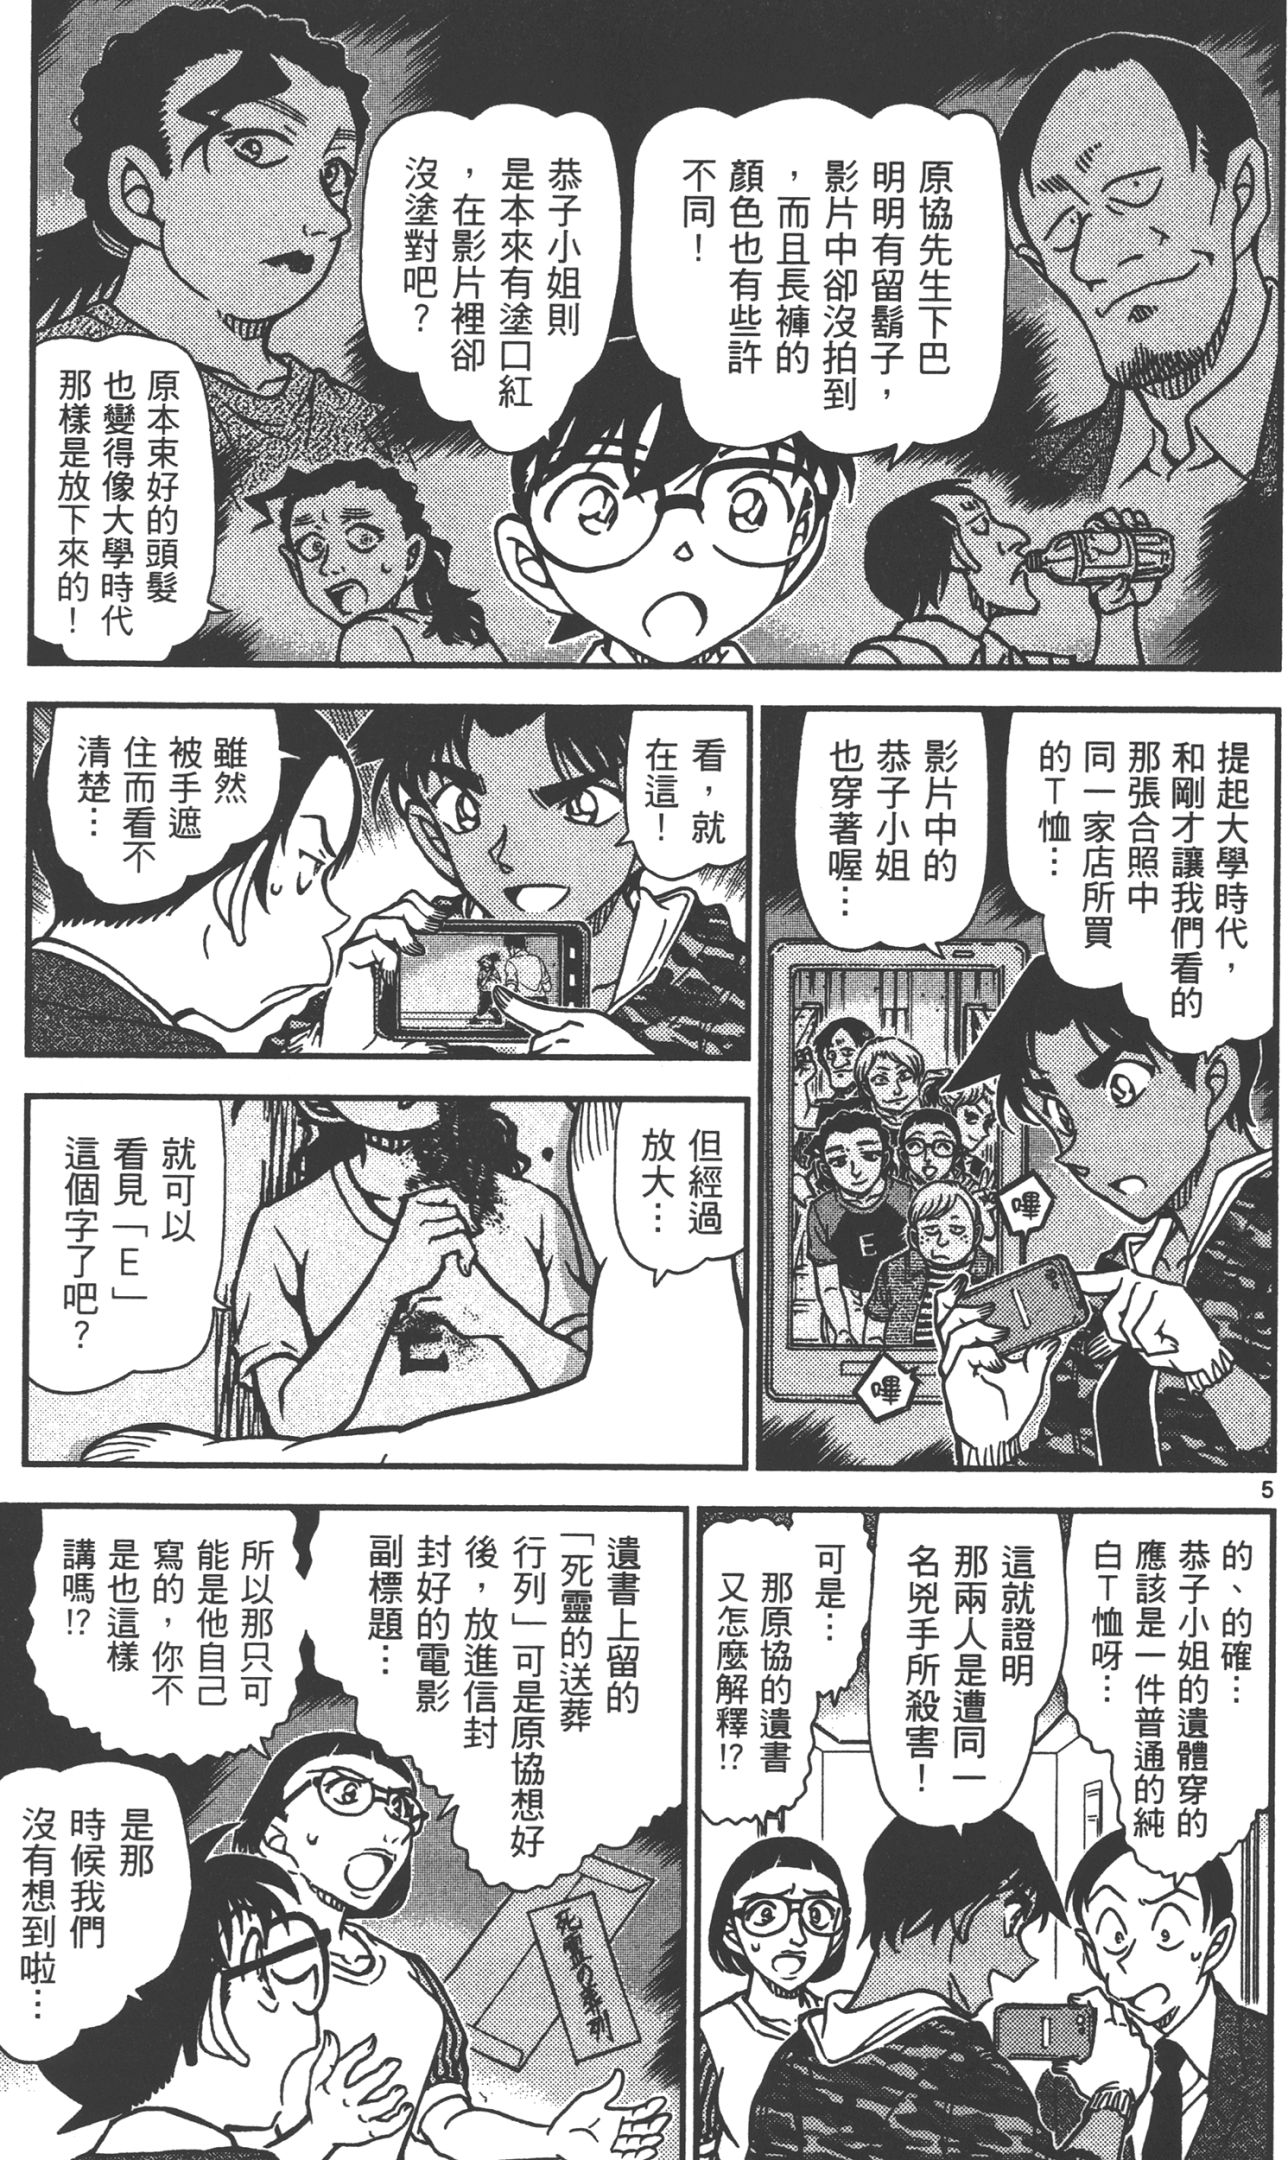 原協先生下巴
明明有留鬍子，
影片中卻沒拍到
，而且長褲的
顏色也有些許
不同！
恭子小姐則
是本來有塗口紅
，在影片裡卻
沒塗對吧？
原本束好的頭髮
也變得像大學時代
那樣是放下來的！
提起大學時代，
和剛才讓我們看的
那張合照中
同一家店所買
的T恤…
影片中的
恭子小姐
也穿著喔…
E
嗶
嗶
看，就
在這！
雖然
被手遮
住而看不
清楚…
但經過
放大…
E
就可以
看見「E」
這個字了吧？
5
的、的確…
恭子小姐的遺體穿的
應該是一件普通的純
白T恤呀…
這就證明
那兩人是遭同一
名兇手所殺害！
可是…
那原協的遺書
又怎麼解釋!?
遺書上留的
「死靈的送葬
行列」可是原協想好
後，放進信封
封好的電影
副標題…
死霊の葬列
所以那只可
能是他自己
寫的，你不
是也這樣
講嗎!?
是那
時候我們
沒有想到啦…